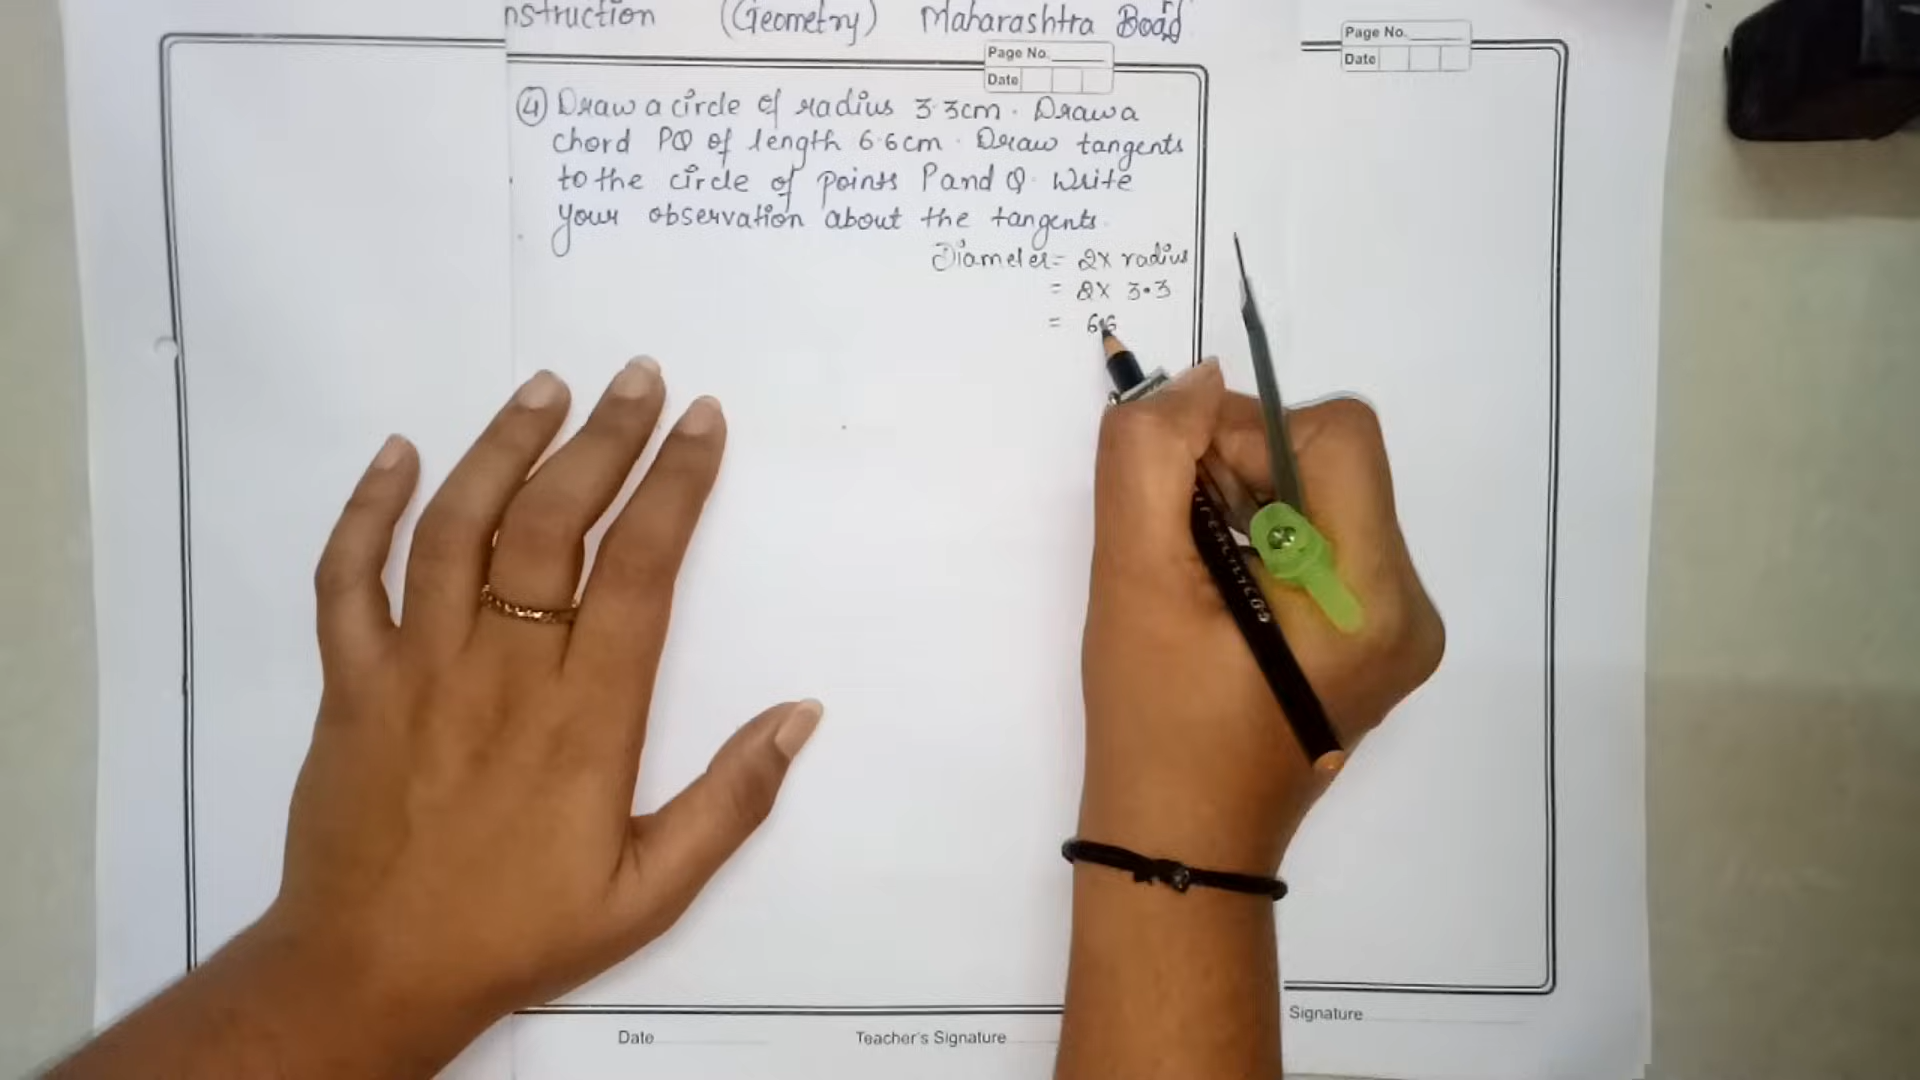 nstruction (Geometry) Maharashtra Board
Page No.
Date
Page No.
Date
④ Draw a circle of radius 3.3cm. Draw a
chord PQ of length 6.6cm. Draw tangents
to the circle of points P and Q. Write
your observation about the tangents.
Diameter = 2x radius
= 2x 3.3
= 6.6
Date
Teacher's Signature
Signature